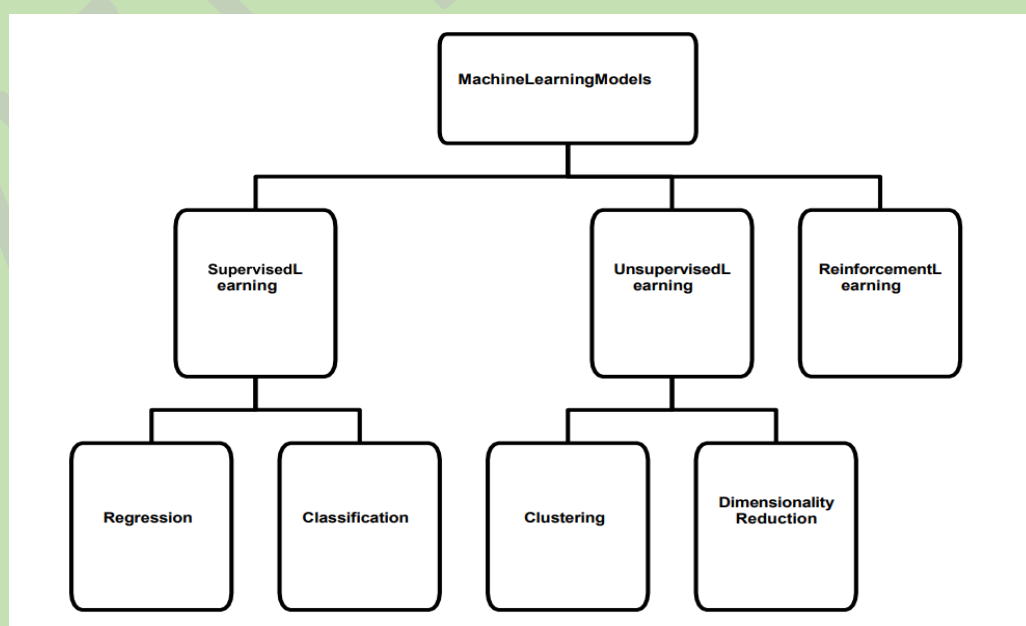 MachineLearningModels
SupervisedL
earning
UnsupervisedL
earning
ReinforcementL
earning
Regression
Classification
Clustering
Dimensionality
Reduction